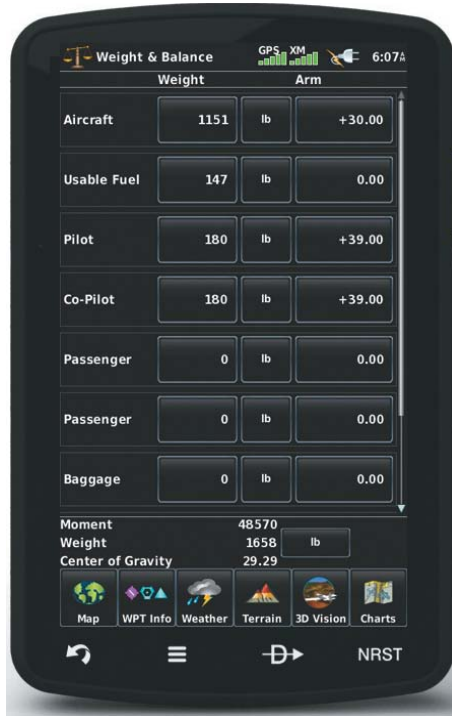 Weight & Balance GPS XM 6:07A
Weight Arm
Aircraft 1151 lb +30.00
Usable Fuel 147 lb 0.00
Pilot 180 lb +39.00
Co-Pilot 180 lb +39.00
Passenger 0 lb 0.00
Passenger 0 lb 0.00
Baggage 0 lb 0.00
Moment 48570
Weight 1658 lb
Center of Gravity 29.29
Map WPT Info Weather Terrain 3D Vision Charts
D NRST